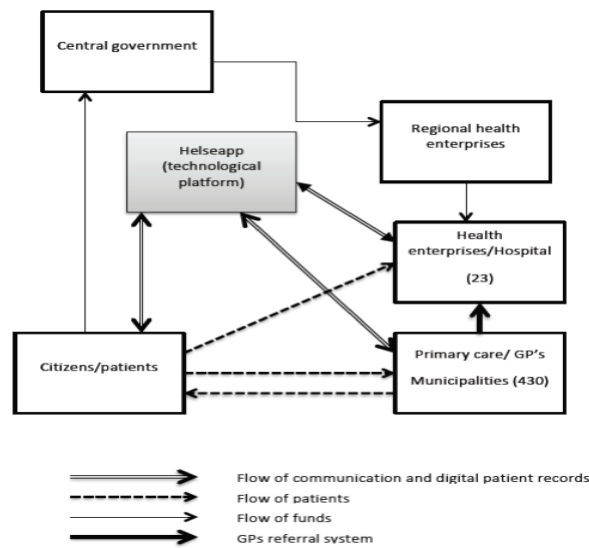 Central government
Regional health
enterprises
Helseapp
(technological
platform)
Health
enterprises/Hospital
(23)
Citizens/patients
Primary care/ GP's
Municipalities (430)
Flow of communication and digital patient records
Flow of patients
Flow of funds
GPs referral system